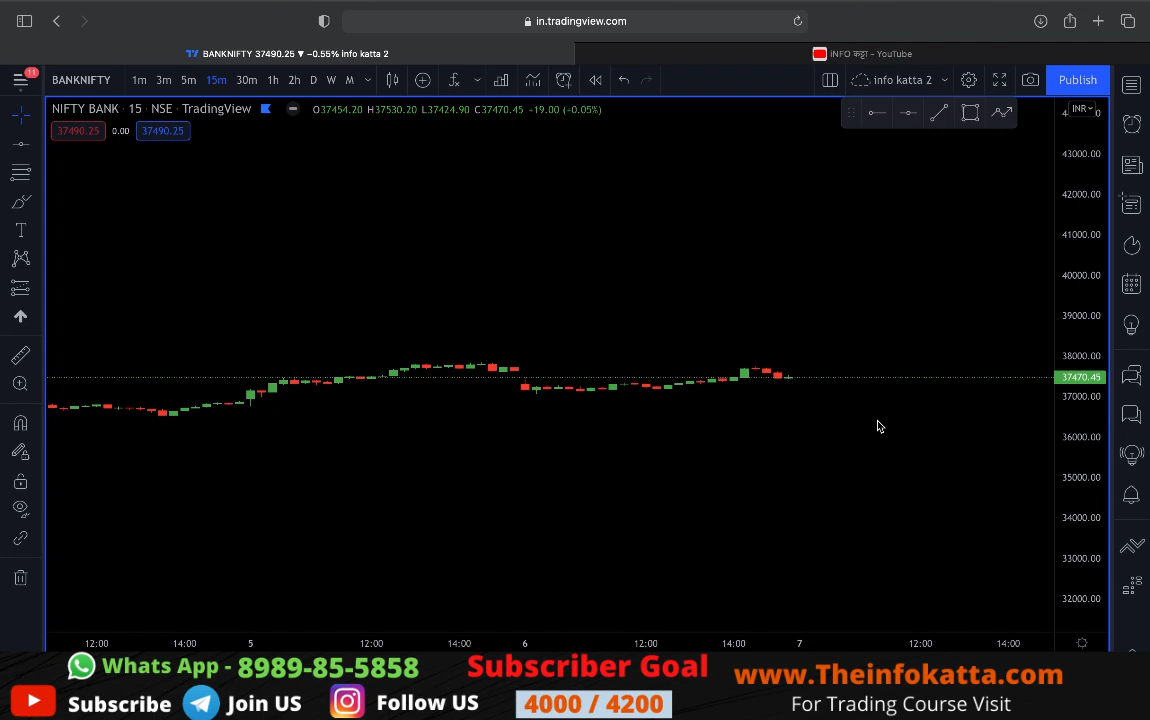 in.tradingview.com
BANKNIFTY 37490.25 ▼ −0.55% info katta 2
INFO कट्टा - YouTube
11
BANKNIFTY 1m 3m 5m 15m 30m 1h 2h D W M info katta 2 Publish
NIFTY BANK · 15 · NSE · TradingView O37454.20 H37530.20 L37424.90 C37470.45 +19.00 (+0.05%)
37490.25 0.00 37490.25
INR
43000.00
42000.00
41000.00
40000.00
39000.00
38000.00
37470.45
37000.00
36000.00
35000.00
34000.00
33000.00
32000.00
12:00 14:00 5 12:00 14:00 6 12:00 14:00 7 12:00 14:00
Whats App - 8989-85-5858
Subscriber Goal
www.Theinfokatta.com
Subscribe
Join US
Follow US
4000 / 4200
For Trading Course Visit